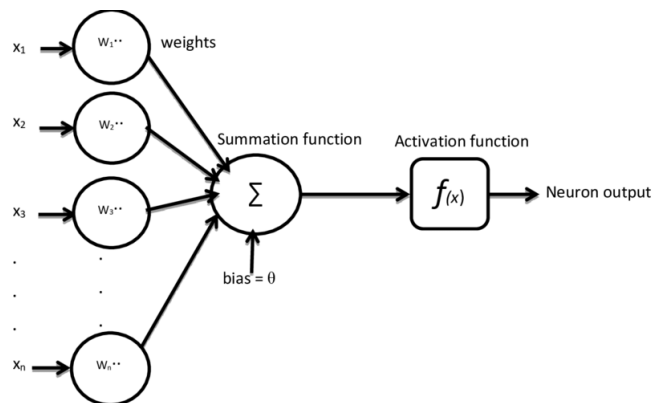 x₁ W₁.. weights
x₂ W₂..
Summation function
Activation function
x₃ W₃..
Σ
f(x)
Neuron output
bias = θ
. .
. .
. .
xₙ Wₙ..